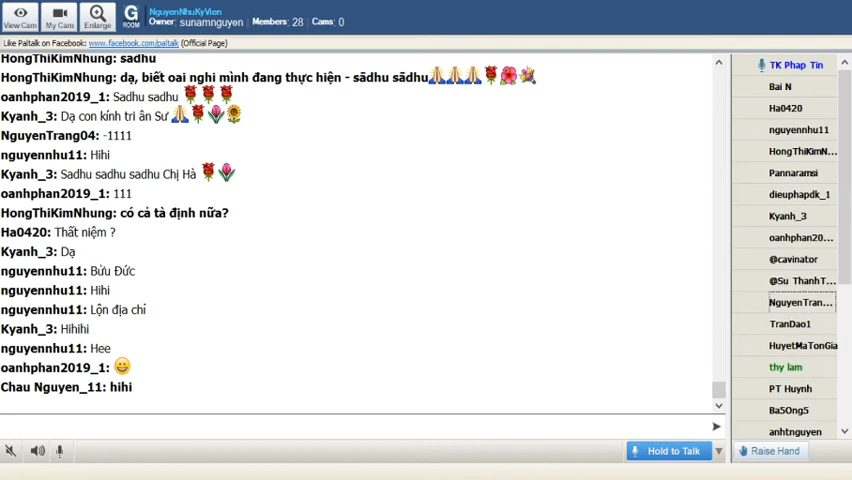 View Cam
My Cam
Enlarge
G
ROOM
NguyenNhuKyVien
Owner: sunamnguyen Members: 28 Cams: 0
Like Paltalk on Facebook: www.facebook.com/paltalk (Official Page)
HongThiKimNhung: sadhu
HongThiKimNhung: dạ, biết oai nghi mình đang thực hiện - sādhu sādhu
oanhphan2019_1: Sadhu sadhu
Kyanh_3: Dạ con kính tri ân Sư
NguyenTrang04: -1111
nguyennhu11: Hihi
Kyanh_3: Sadhu sadhu sadhu Chị Hà
oanhphan2019_1: 111
HongThiKimNhung: có cả tà định nữa?
Ha0420: Thất niệm ?
Kyanh_3: Dạ
nguyennhu11: Bửu Đức
nguyennhu11: Hihi
nguyennhu11: Lộn địa chỉ
Kyanh_3: Hihihi
nguyennhu11: Hee
oanhphan2019_1:
Chau Nguyen_11: hihi
TK Phap Tin
Bai N
Ha0420
nguyennhu11
HongThiKimN...
Pannaramsi
dieuphapdk_1
Kyanh_3
oanhphan20...
@cavinator
@Su ThanhT...
NguyenTran...
TranDao1
HuyetMaTonGia
thy lam
PT Huynh
Ba5Ong5
anhtnguyen
Hold to Talk
Raise Hand